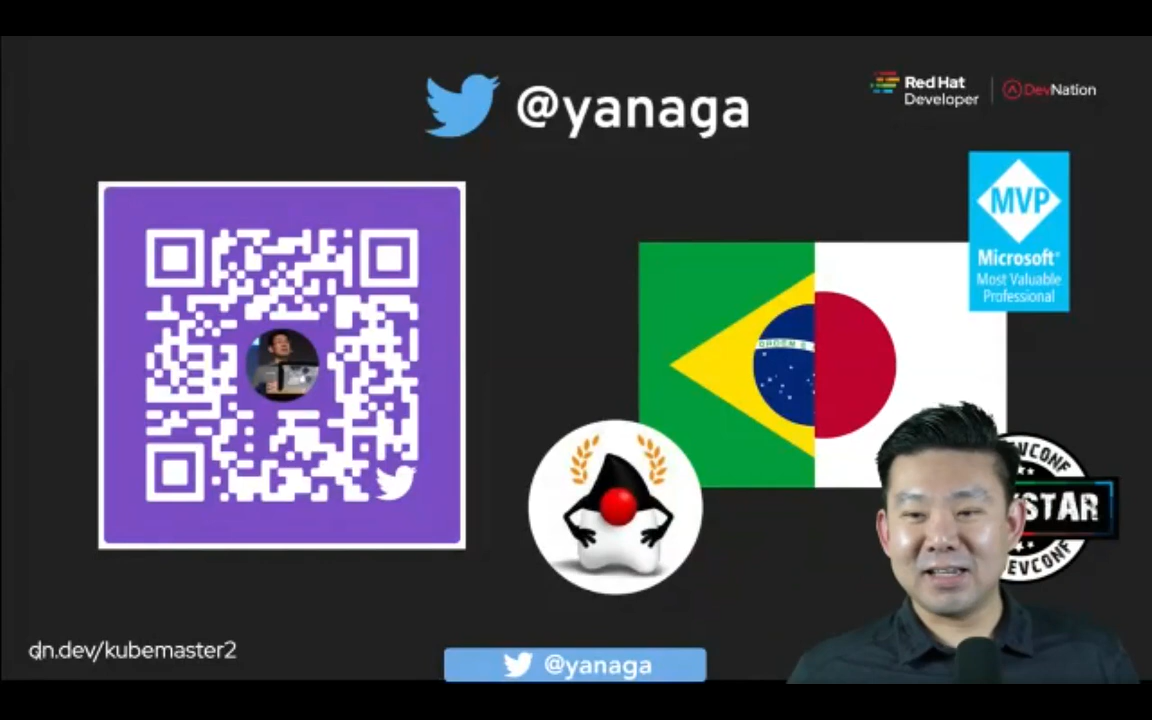 @yanaga
Red Hat
Developer
DevNation
MVP
Microsoft®
Most Valuable
Professional
ORDEM E
STAR
dn.dev/kubemaster2
@yanaga